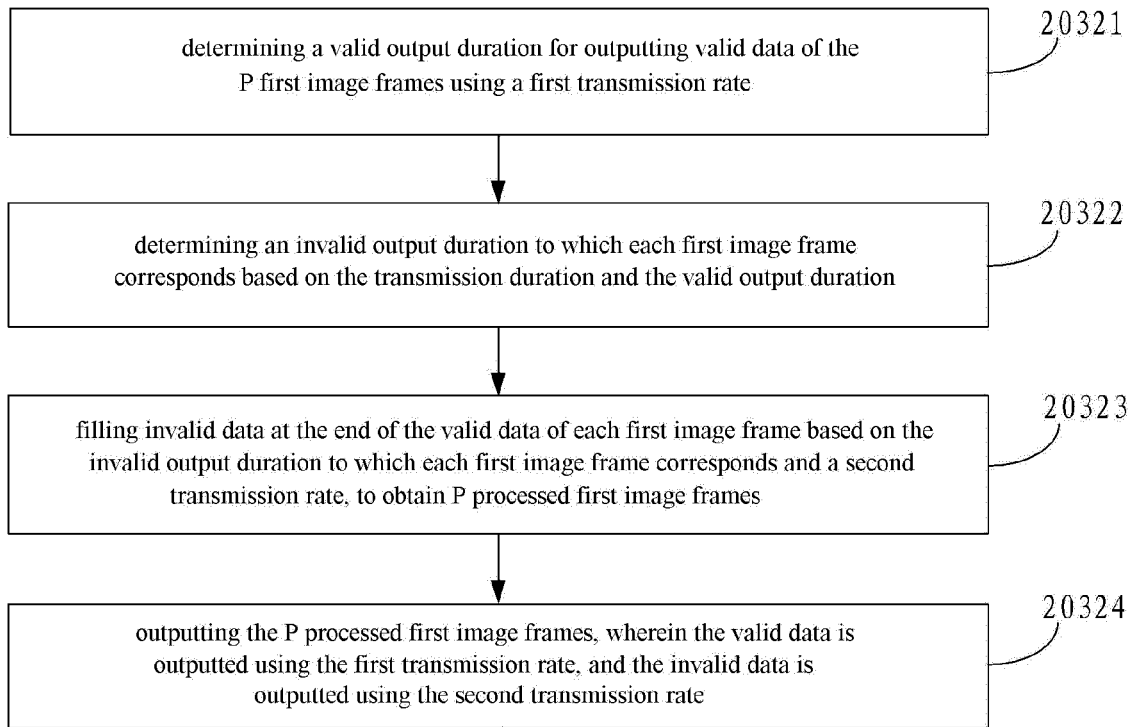 20321
determining a valid output duration for outputting valid data of the
P first image frames using a first transmission rate
20322
determining an invalid output duration to which each first image frame
corresponds based on the transmission duration and the valid output duration
20323
filling invalid data at the end of the valid data of each first image frame based on the
invalid output duration to which each first image frame corresponds and a second
transmission rate, to obtain P processed first image frames
20324
outputting the P processed first image frames, wherein the valid data is
outputted using the first transmission rate, and the invalid data is
outputted using the second transmission rate